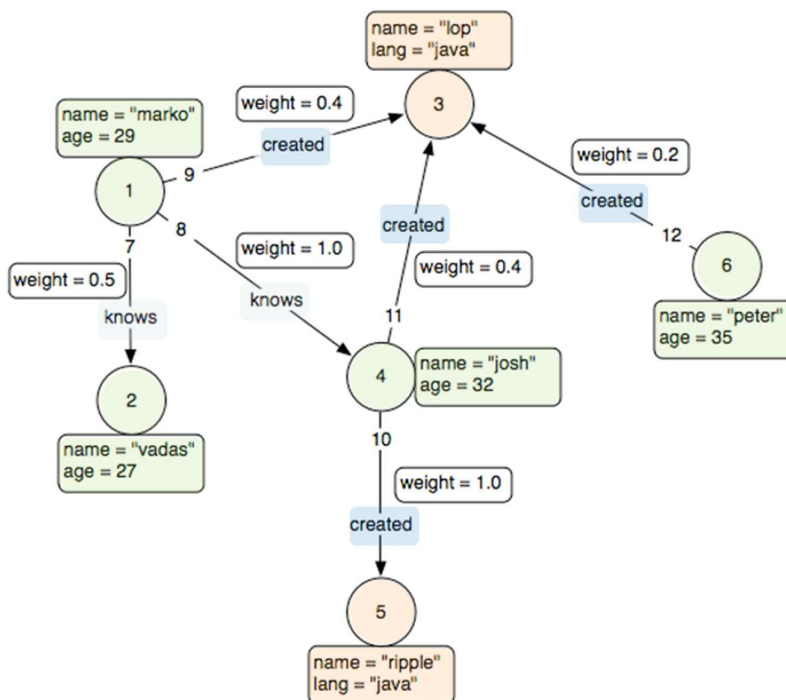 name = "lop"
lang = "java"
3
weight = 0.4
name = "marko"
age = 29
created
9
1
weight = 0.2
created
12
8
7
weight = 1.0
created
weight = 0.5
knows
weight = 0.4
6
knows
11
name = "peter"
age = 35
4
name = "josh"
age = 32
2
name = "vadas"
age = 27
10
weight = 1.0
created
5
name = "ripple"
lang = "java"